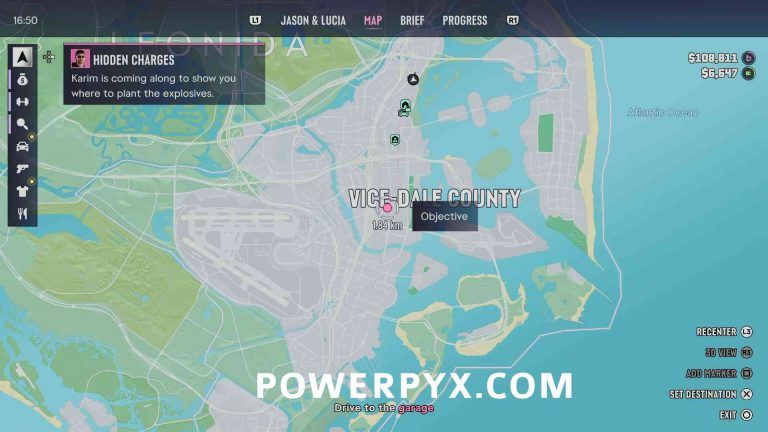 16:50
L1 JASON & LUCIA MAP BRIEF PROGRESS R1
LEONIDA
HIDDEN CHARGES
Karim is coming along to show you
where to plant the explosives.
$108,811
$6,647
Atlantic Ocean
VICE-DALE COUNTY
Objective
1.84 km
RECENTER L3
3D VIEW R3
ADD MARKER
SET DESTINATION
EXIT
POWERPYX.COM
Drive to the garage